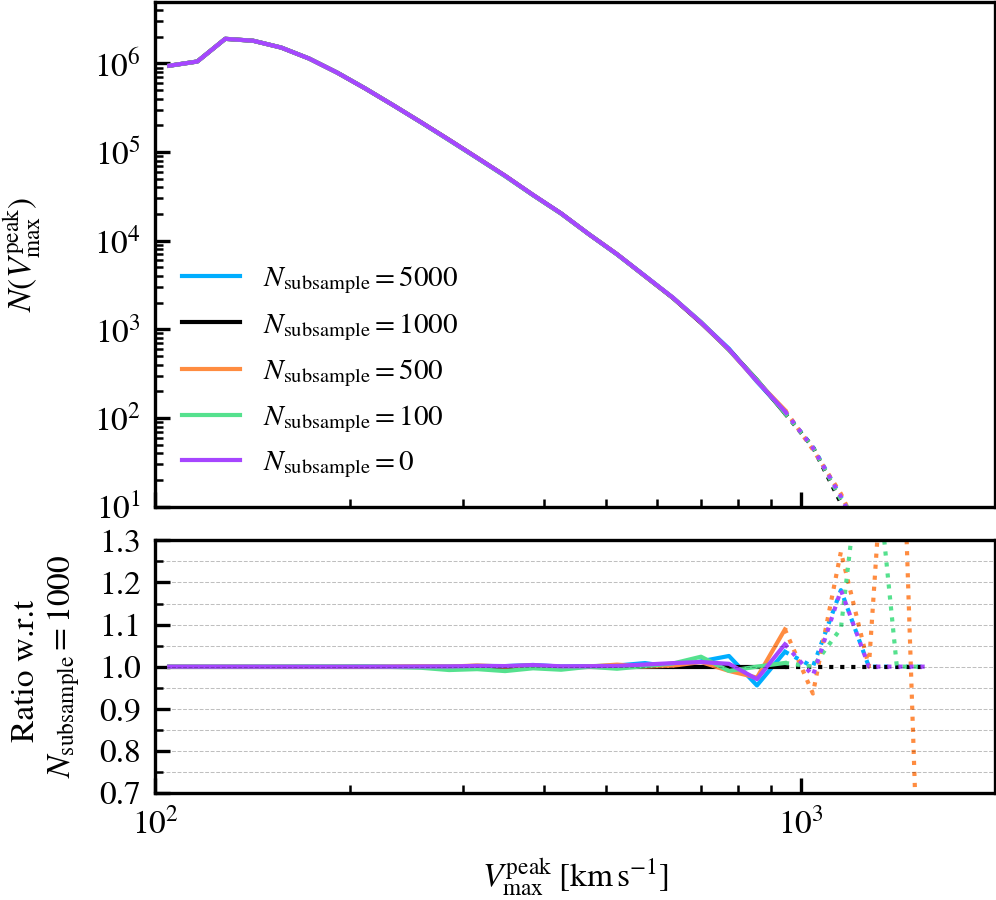 10^6
10^5
10^4
10^3
10^2
10^1
N(V_max^peak)
N_subsample = 5000
N_subsample = 1000
N_subsample = 500
N_subsample = 100
N_subsample = 0
1.3
1.2
1.1
1.0
0.9
0.8
0.7
Ratio w.r.t
N_subsample = 1000
10^2
10^3
V_max^peak [km s^−1]